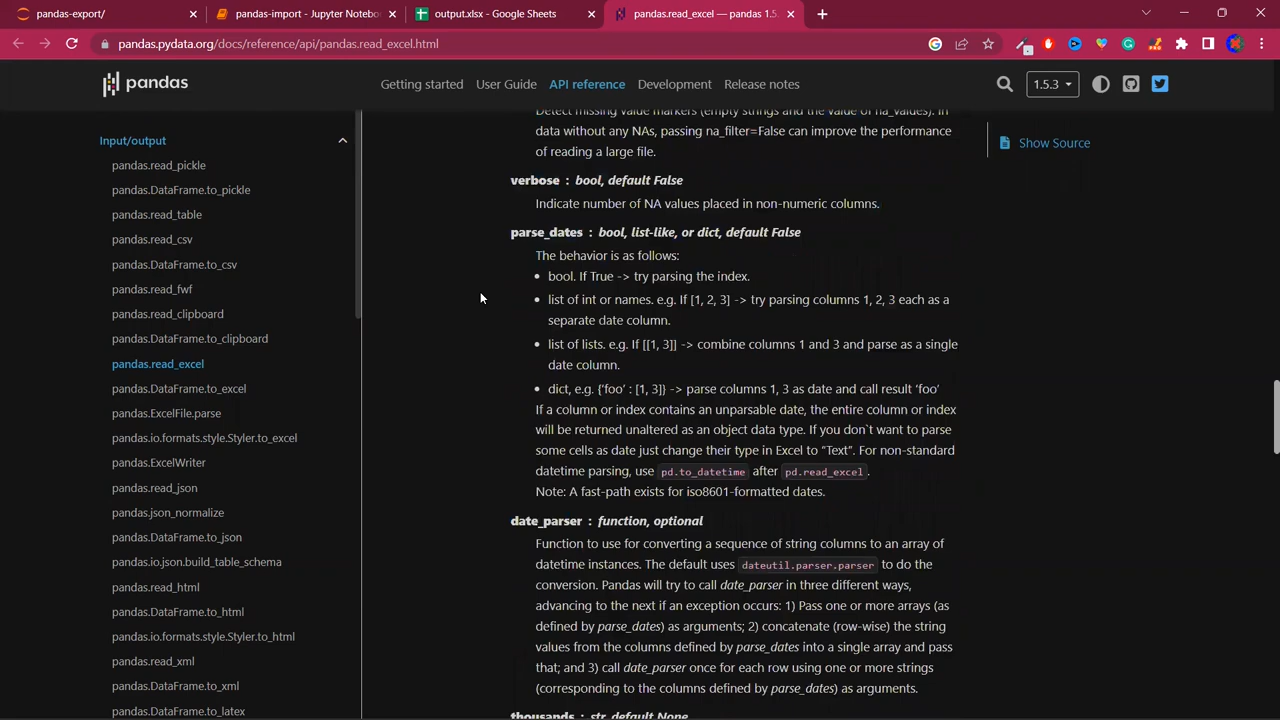 pandas-export/
pandas-import - Jupyter Notebo
output.xlsx - Google Sheets
pandas.read_excel — pandas 1.5.
pandas.pydata.org/docs/reference/api/pandas.read_excel.html
pandas
Getting started
User Guide
API reference
Development
Release notes
1.5.3
Input/output
pandas.read_pickle
pandas.DataFrame.to_pickle
pandas.read_table
pandas.read_csv
pandas.DataFrame.to_csv
pandas.read_fwf
pandas.read_clipboard
pandas.DataFrame.to_clipboard
pandas.read_excel
pandas.DataFrame.to_excel
pandas.ExcelFile.parse
pandas.io.formats.style.Styler.to_excel
pandas.ExcelWriter
pandas.read_json
pandas.json_normalize
pandas.DataFrame.to_json
pandas.io.json.build_table_schema
pandas.read_html
pandas.DataFrame.to_html
pandas.io.formats.style.Styler.to_html
pandas.read_xml
pandas.DataFrame.to_xml
pandas.DataFrame.to_latex
Detect missing value markers (empty strings and the value of na_values). In
data without any NAs, passing na_filter=False can improve the performance
of reading a large file.
verbose : bool, default False
Indicate number of NA values placed in non-numeric columns.
parse_dates : bool, list-like, or dict, default False
The behavior is as follows:
• bool. If True -> try parsing the index.
• list of int or names. e.g. If [1, 2, 3] -> try parsing columns 1, 2, 3 each as a
separate date column.
• list of lists. e.g. If [[1, 3]] -> combine columns 1 and 3 and parse as a single
date column.
• dict, e.g. {'foo' : [1, 3]} -> parse columns 1, 3 as date and call result 'foo'
If a column or index contains an unparsable date, the entire column or index
will be returned unaltered as an object data type. If you don`t want to parse
some cells as date just change their type in Excel to “Text”. For non-standard
datetime parsing, use pd.to_datetime after pd.read_excel.
Note: A fast-path exists for iso8601-formatted dates.
date_parser : function, optional
Function to use for converting a sequence of string columns to an array of
datetime instances. The default uses dateutil.parser.parser to do the
conversion. Pandas will try to call date_parser in three different ways,
advancing to the next if an exception occurs: 1) Pass one or more arrays (as
defined by parse_dates) as arguments; 2) concatenate (row-wise) the string
values from the columns defined by parse_dates into a single array and pass
that; and 3) call date_parser once for each row using one or more strings
(corresponding to the columns defined by parse_dates) as arguments.
thousands : str, default None
Show Source